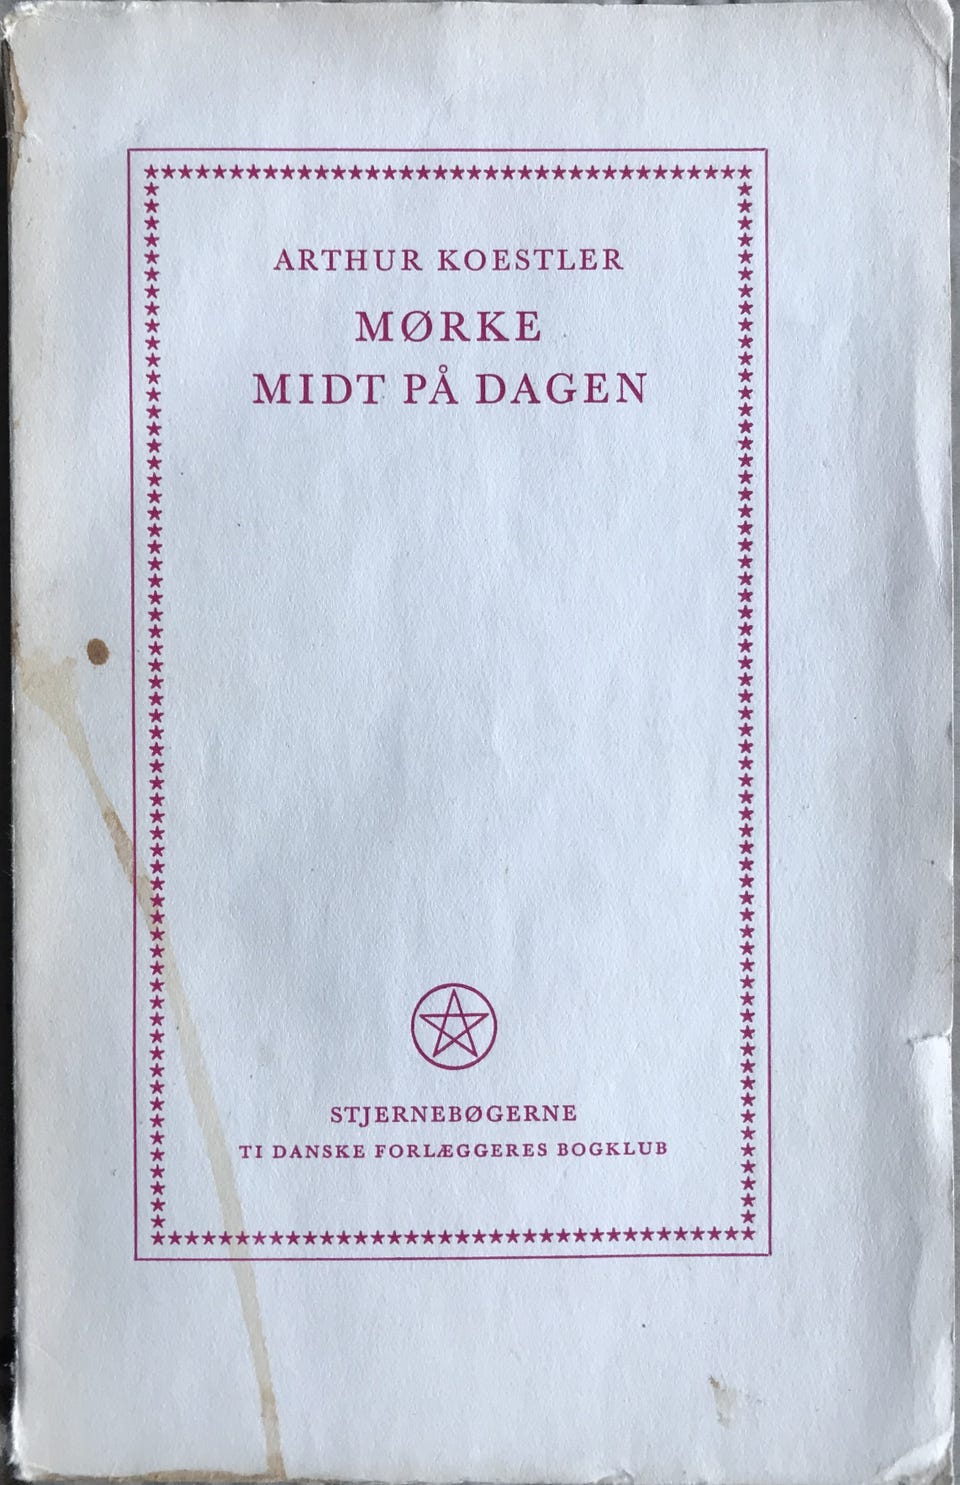 ARTHUR KOESTLER
MØRKE
MIDT PÅ DAGEN
STJERNEBØGERNE
TI DANSKE FORLÆGGERES BOGKLUB